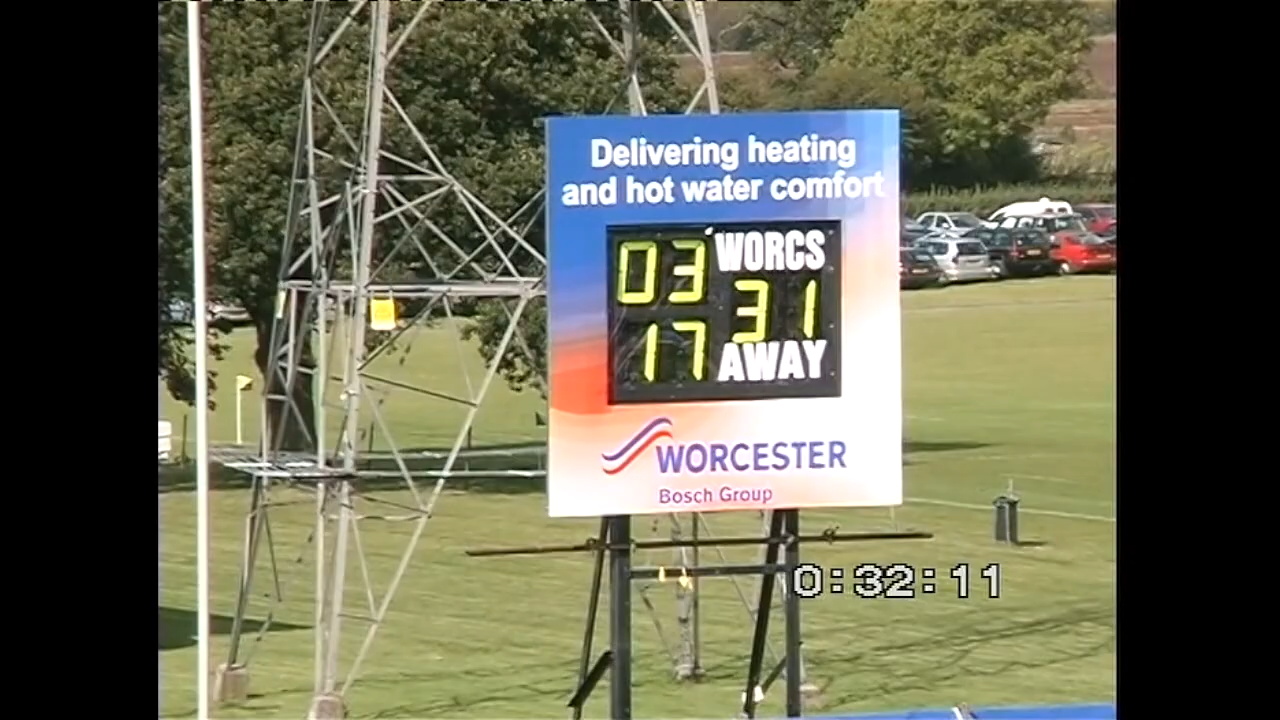 Delivering heating
and hot water comfort
03 WORCS
31
17 AWAY
WORCESTER
Bosch Group
0:32:11